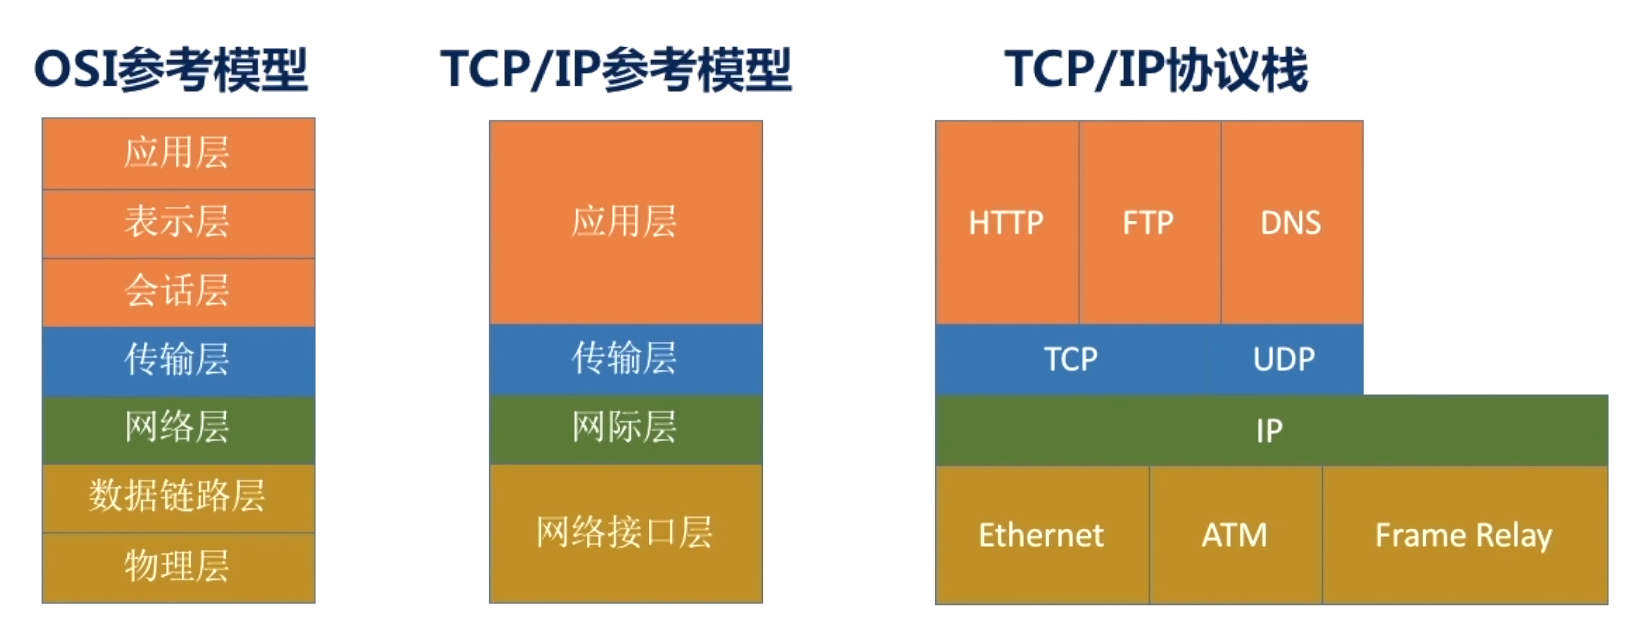 OSI参考模型
应用层
表示层
会话层
传输层
网络层
数据链路层
物理层
TCP/IP参考模型
应用层
传输层
网际层
网络接口层
TCP/IP协议栈
HTTP FTP DNS
TCP UDP
IP
Ethernet ATM Frame Relay